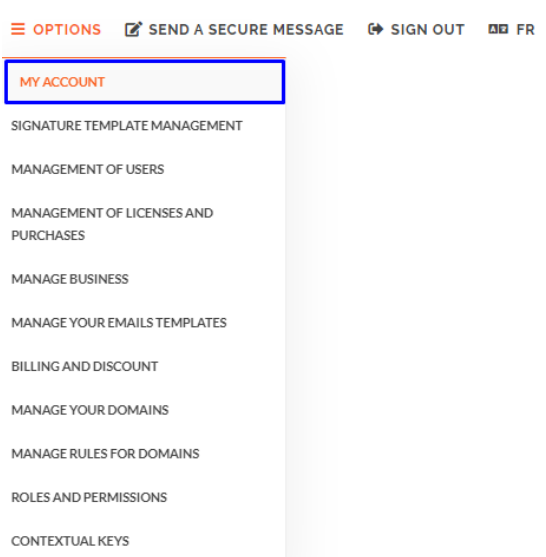 OPTIONS SEND A SECURE MESSAGE SIGN OUT FR
MY ACCOUNT
SIGNATURE TEMPLATE MANAGEMENT
MANAGEMENT OF USERS
MANAGEMENT OF LICENSES AND
PURCHASES
MANAGE BUSINESS
MANAGE YOUR EMAILS TEMPLATES
BILLING AND DISCOUNT
MANAGE YOUR DOMAINS
MANAGE RULES FOR DOMAINS
ROLES AND PERMISSIONS
CONTEXTUAL KEYS